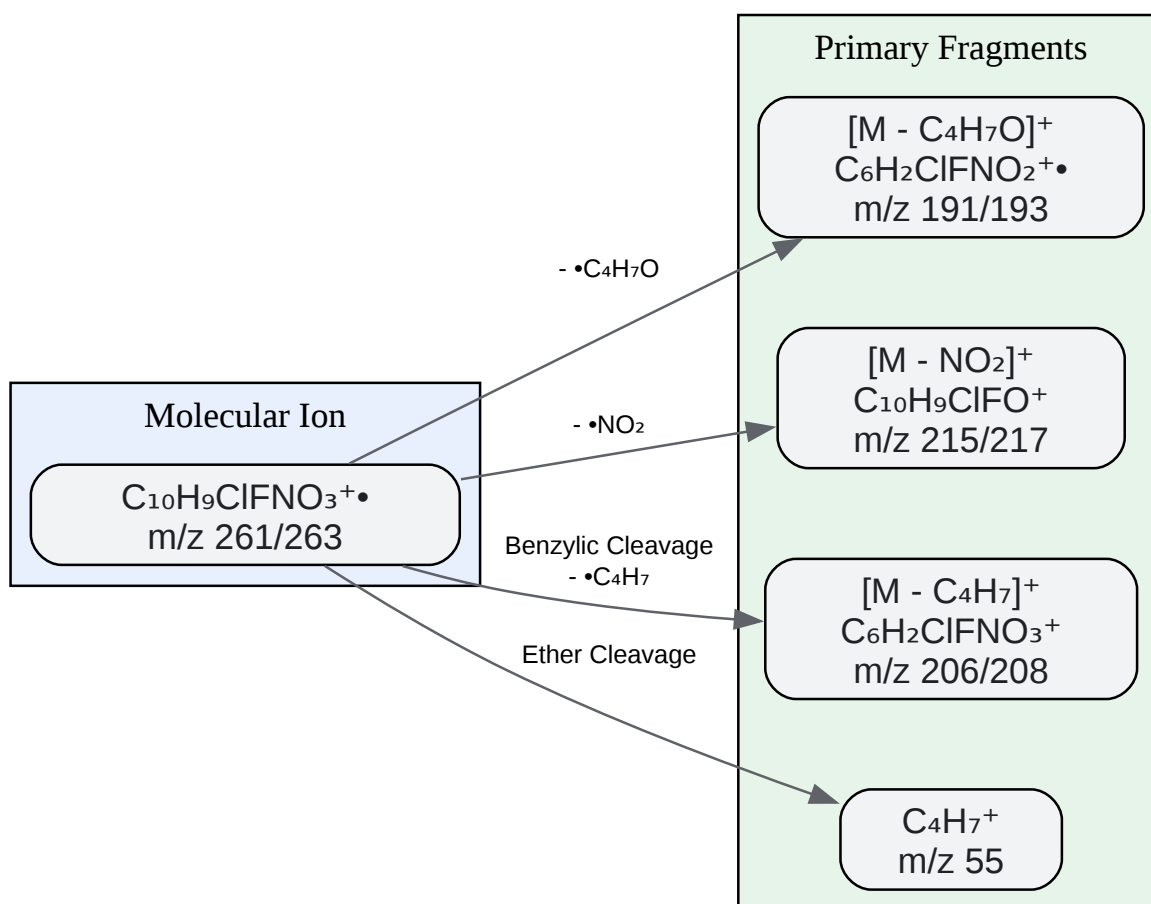 Primary Fragments
[M - C₄H₇O]⁺
C₆H₂ClFNO₂⁺•
m/z 191/193
- •C₄H₇O
[M - NO₂]⁺
C₁₀H₉ClFO⁺
m/z 215/217
Molecular Ion
- •NO₂
C₁₀H₉ClFNO₃⁺•
m/z 261/263
Benzylic Cleavage
- •C₄H₇
[M - C₄H₇]⁺
C₆H₂ClFNO₃⁺
m/z 206/208
Ether Cleavage
C₄H₇⁺
m/z 55